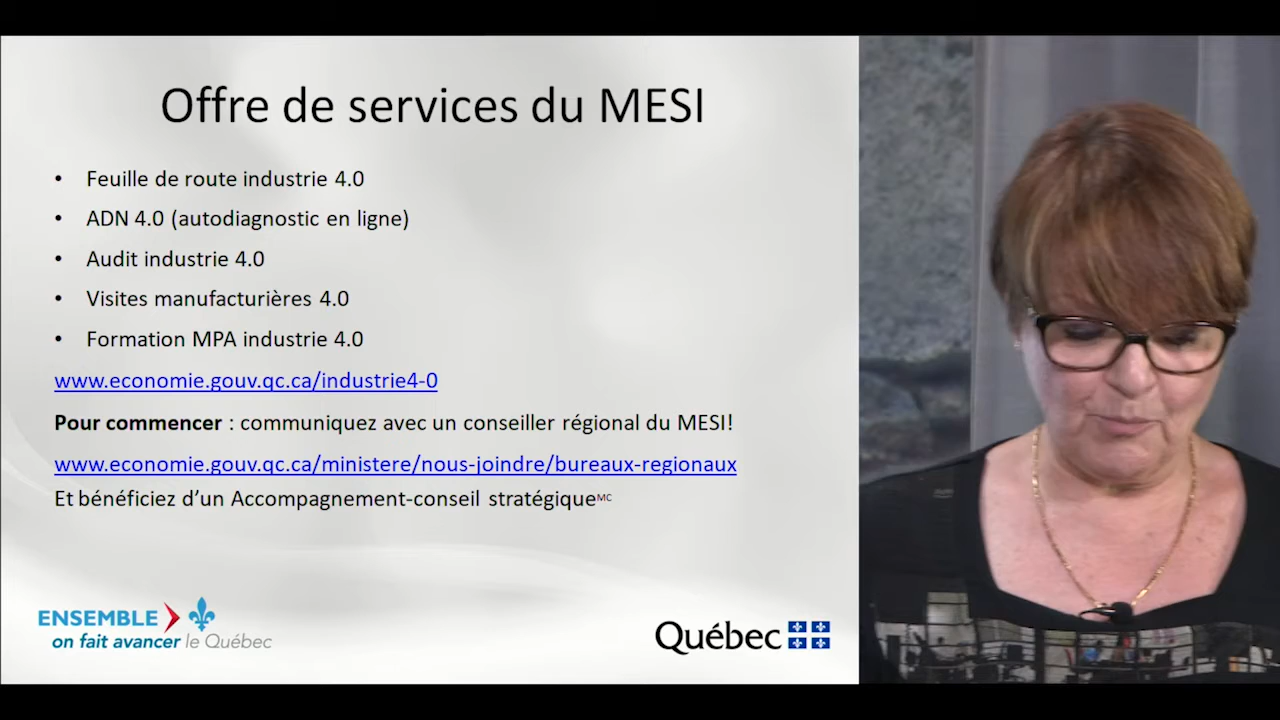 Offre de services du MESI
• Feuille de route industrie 4.0
• ADN 4.0 (autodiagnostic en ligne)
• Audit industrie 4.0
• Visites manufacturières 4.0
• Formation MPA industrie 4.0
www.economie.gouv.qc.ca/industrie4-0
Pour commencer : communiquez avec un conseiller régional du MESI!
www.economie.gouv.qc.ca/ministere/nous-joindre/bureaux-regionaux
Et bénéficiez d’un Accompagnement-conseil stratégiqueMC
ENSEMBLE
on fait avancer le Québec
Québec